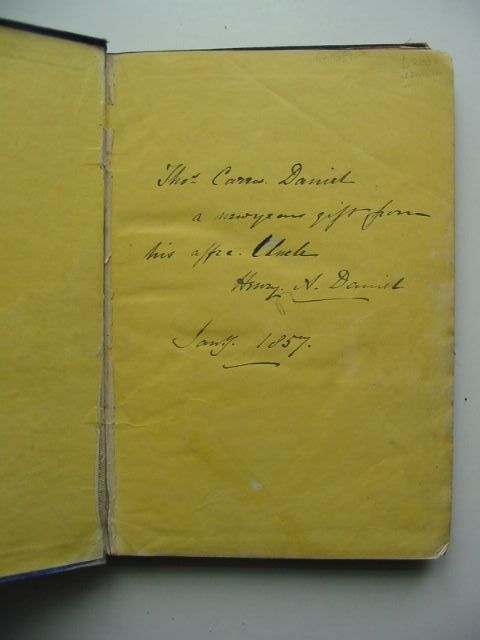 Thos. Carew. Daniel
a newyears gift from
his affec. Uncle
Henry. A. Daniel
Jany. 1857.